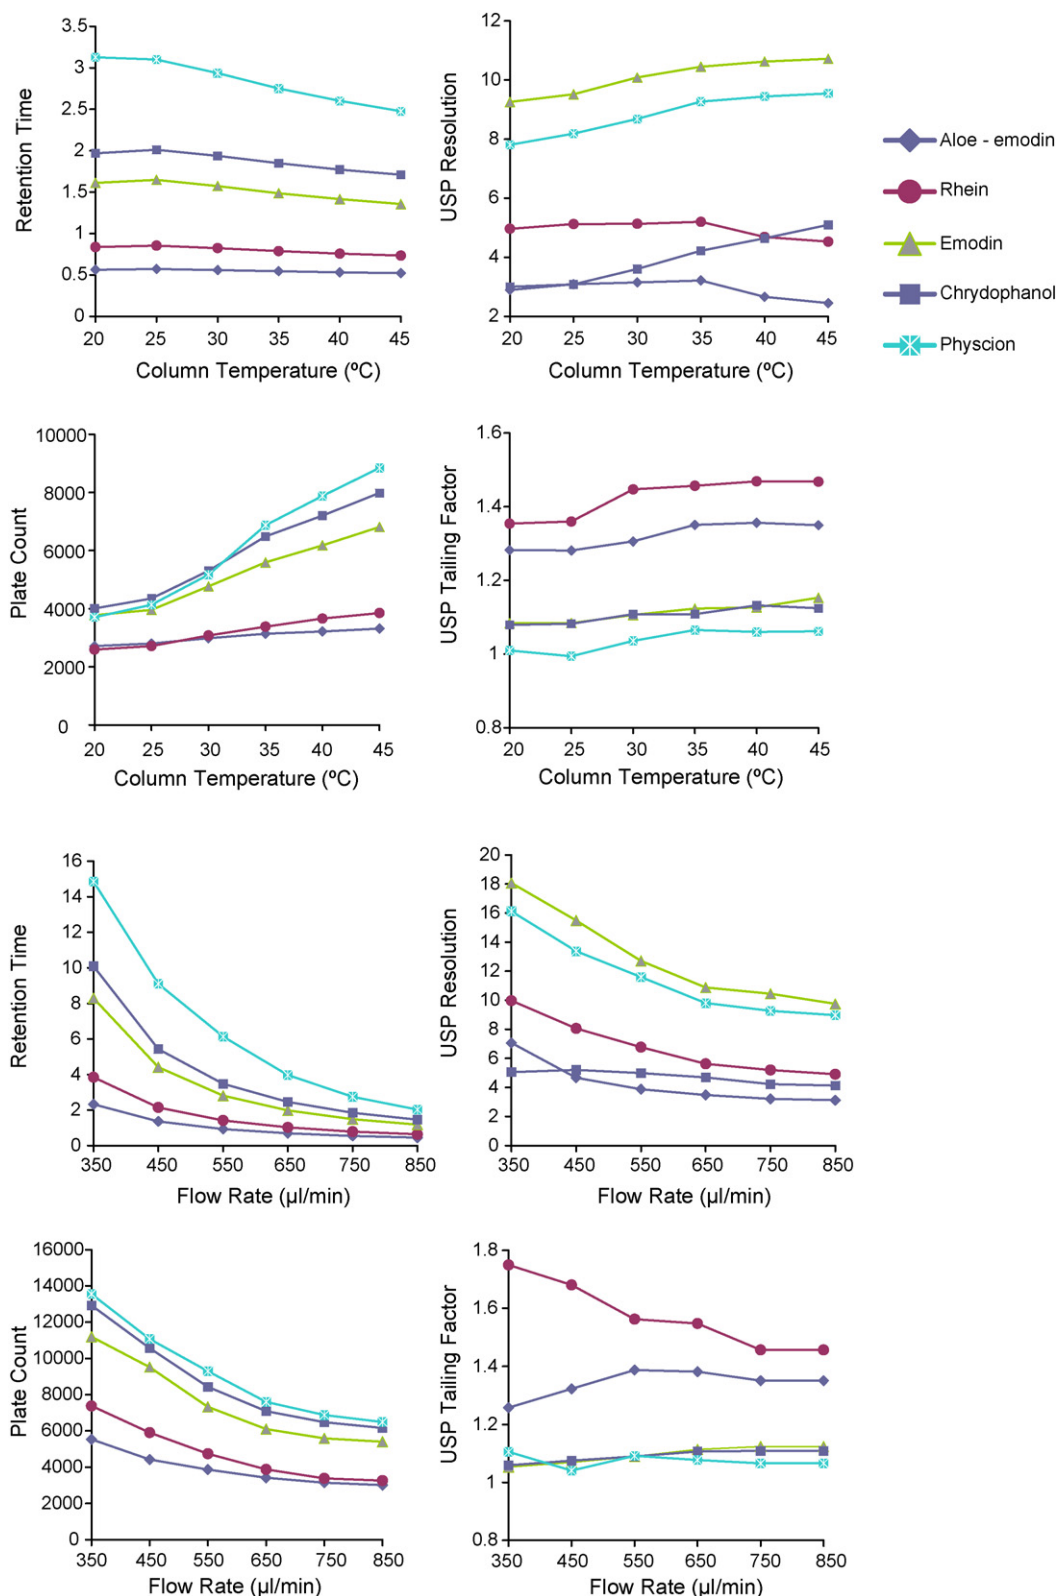 3.5
3
2.5
2
1.5
1
0.5
0
Retention Time
20 25 30 35 40 45
Column Temperature (ºC)
12
10
8
6
4
2
USP Resolution
20 25 30 35 40 45
Column Temperature (ºC)
Aloe - emodin
Rhein
Emodin
Chrydophanol
Physcion
10000
8000
6000
4000
2000
0
Plate Count
20 25 30 35 40 45
Column Temperature (ºC)
1.6
1.4
1.2
1
0.8
USP Tailing Factor
20 25 30 35 40 45
Column Temperature (ºC)
16
14
12
10
8
6
4
2
0
Retention Time
350 450 550 650 750 850
Flow Rate (µl/min)
20
18
16
14
12
10
8
6
4
2
0
USP Resolution
350 450 550 650 750 850
Flow Rate (µl/min)
16000
14000
12000
10000
8000
6000
4000
2000
0
Plate Count
350 450 550 650 750 850
Flow Rate (µl/min)
1.8
1.6
1.4
1.2
1
0.8
USP Tailing Factor
350 450 550 650 750 850
Flow Rate (µl/min)